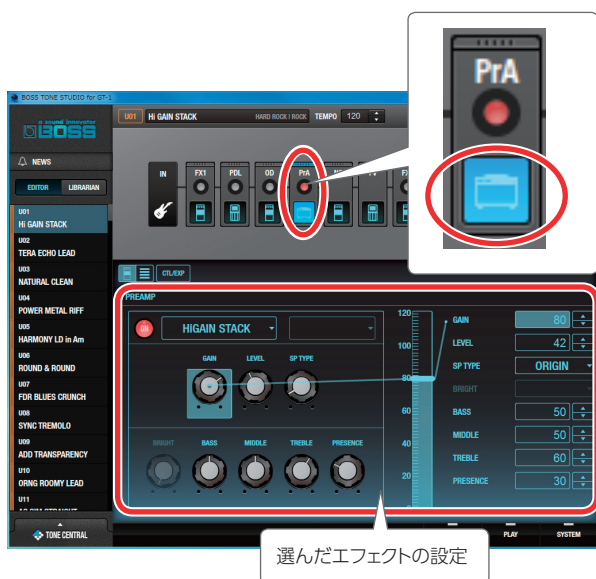 PrA
BOSS TONE STUDIO for GT-1
a sound innovator
BOSS
U01 Hi GAIN STACK HARD ROCK I ROCK TEMPO 120
NEWS
EDITOR LIBRARIAN
IN FX1 PDL OD PrA
U01
Hi GAIN STACK
U02
TERA ECHO LEAD
U03
NATURAL CLEAN
U04
POWER METAL RIFF
U05
HARMONY LD in Am
U06
ROUND & ROUND
U07
FDR BLUES CRUNCH
U08
SYNC TREMOLO
U09
ADD TRANSPARENCY
U10
ORNG ROOMY LEAD
U11
TONE CENTRAL
CTL/EXP
PREAMP
ON HiGAIN STACK
GAIN LEVEL SP TYPE
BRIGHT BASS MIDDLE TREBLE PRESENCE
120
100
80
60
40
20
GAIN 80
LEVEL 42
SP TYPE ORIGIN
BRIGHT
BASS 50
MIDDLE 50
TREBLE 60
PRESENCE 30
選んだエフェクトの設定
PLAY SYSTEM